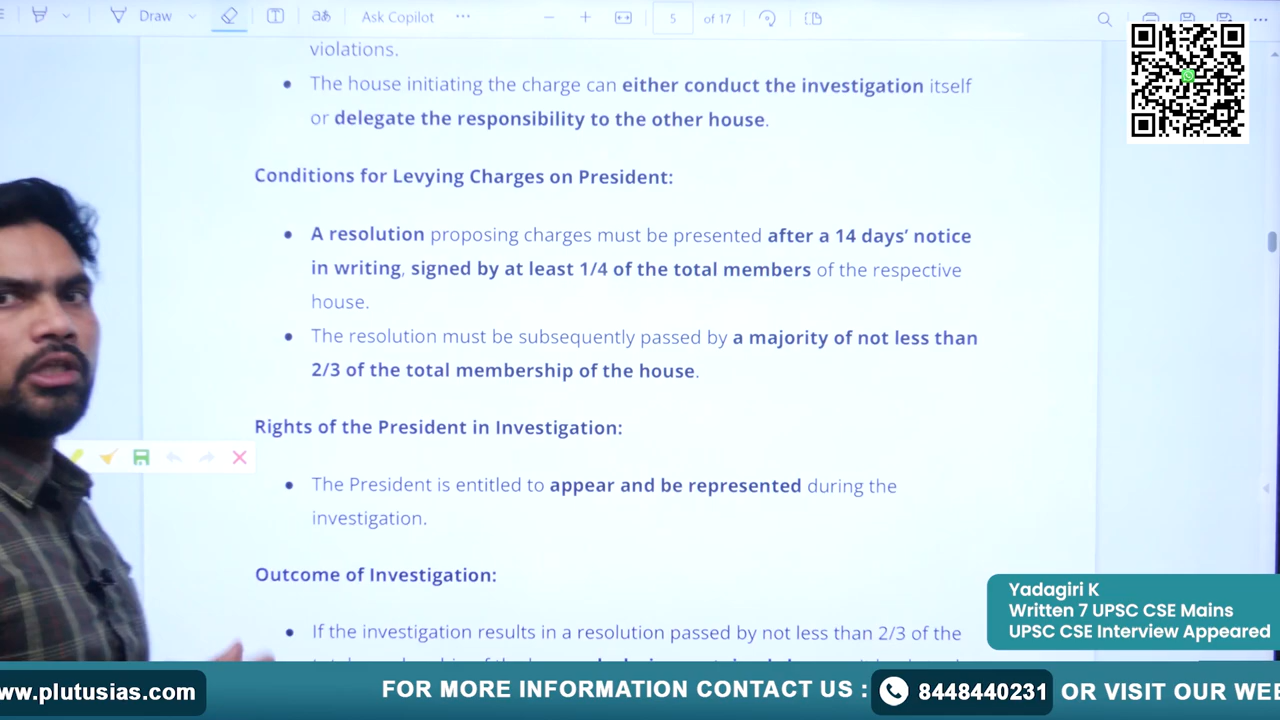 Draw
Ask Copilot
5
of 17
violations.
The house initiating the charge can either conduct the investigation itself
or delegate the responsibility to the other house.
Conditions for Levying Charges on President:
A resolution proposing charges must be presented after a 14 days' notice
in writing, signed by at least 1/4 of the total members of the respective
house.
The resolution must be subsequently passed by a majority of not less than
2/3 of the total membership of the house.
Rights of the President in Investigation:
The President is entitled to appear and be represented during the
investigation.
Outcome of Investigation:
If the investigation results in a resolution passed by not less than 2/3 of the
Yadagiri K
Written 7 UPSC CSE Mains
UPSC CSE Interview Appeared
ww.plutusias.com
FOR MORE INFORMATION CONTACT US :
8448440231
OR VISIT OUR WE